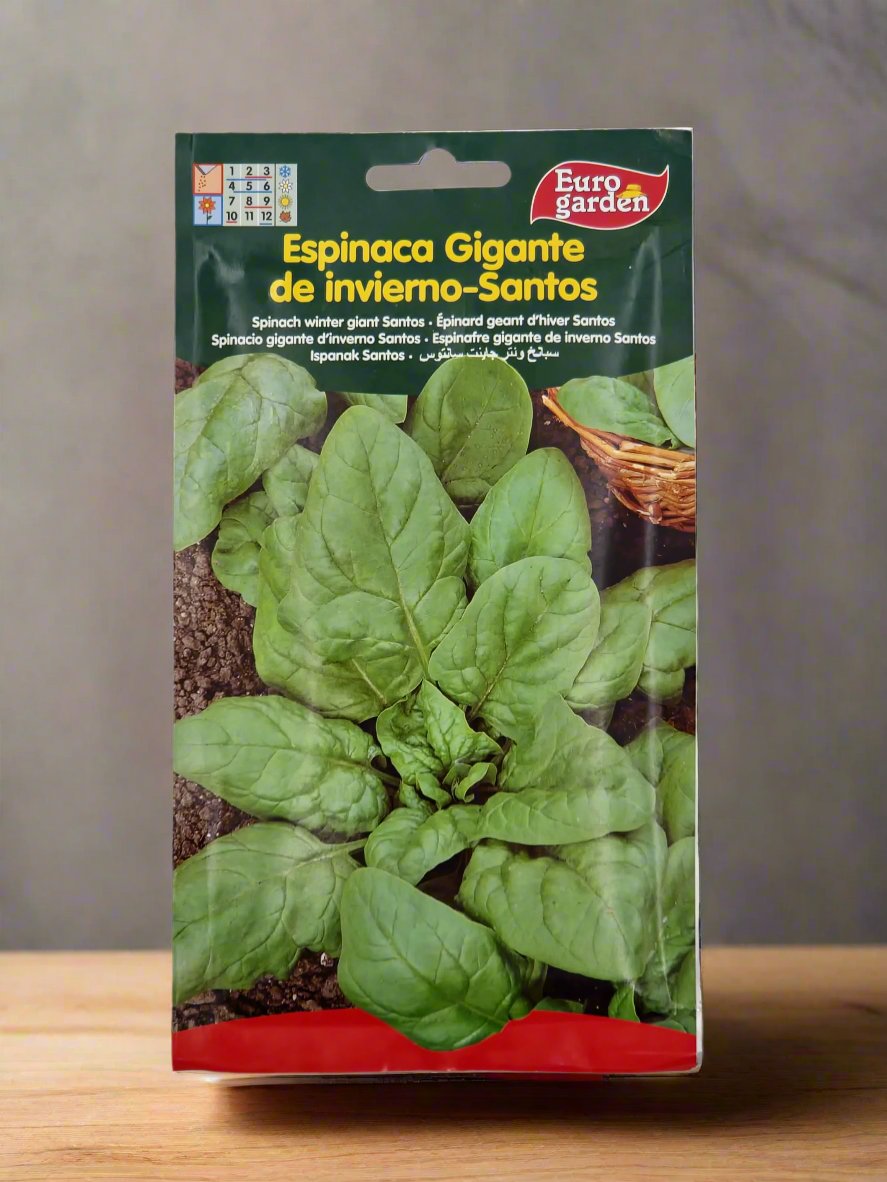 1 2 3
4 5 6
7 8 9
10 11 12
Euro
garden
Espinaca Gigante
de invierno-Santos
Spinach winter giant Santos • Épinard geant d'hiver Santos
Spinacio gigante d'inverno Santos • Espinafre gigante de inverno Santos
Ispanak Santos • سبانخ ونتر جاينت سانتوس